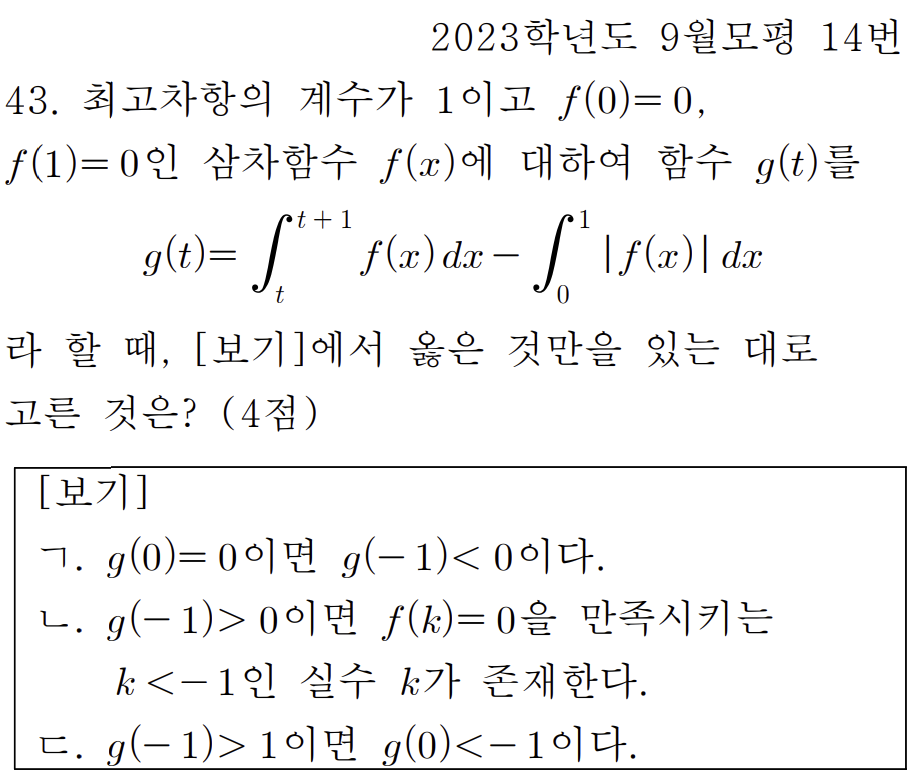 2023학년도 9월모평 14번
43. 최고차항의 계수가 1이고 f(0)=0,
f(1)=0인 삼차함수 f(x)에 대하여 함수 g(t)를
g(t)=∫_t^{t+1} f(x)dx-∫_0^1 |f(x)|dx
라 할 때, [보기]에서 옳은 것만을 있는 대로
고른 것은? (4점)
[보기]
ㄱ. g(0)=0이면 g(-1)<0이다.
ㄴ. g(-1)>0이면 f(k)=0을 만족시키는
k<-1인 실수 k가 존재한다.
ㄷ. g(-1)>1이면 g(0)<-1이다.